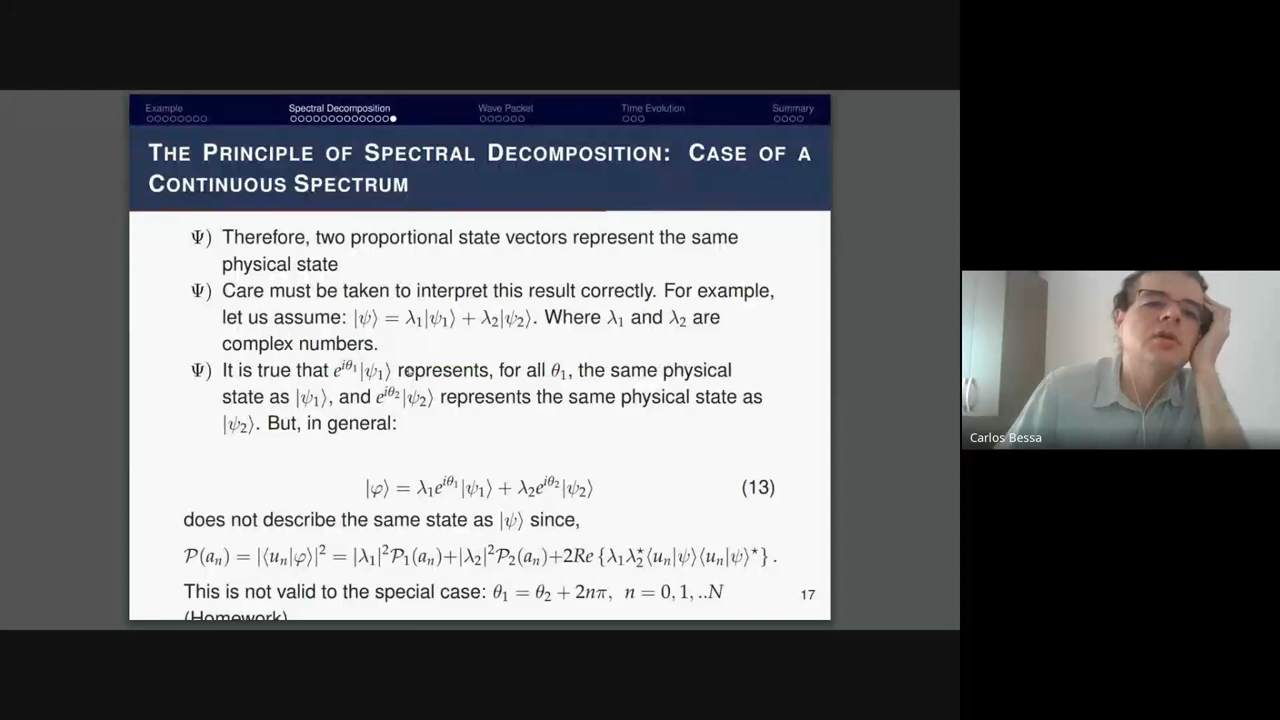 Example Spectral Decomposition Wave Packet Time Evolution Summary
THE PRINCIPLE OF SPECTRAL DECOMPOSITION: CASE OF A
CONTINUOUS SPECTRUM
Ψ) Therefore, two proportional state vectors represent the same
physical state
Ψ) Care must be taken to interpret this result correctly. For example,
let us assume: |ψ⟩ = λ₁|ψ₁⟩ + λ₂|ψ₂⟩. Where λ₁ and λ₂ are
complex numbers.
Ψ) It is true that e^{iθ₁}|ψ₁⟩ represents, for all θ₁, the same physical
state as |ψ₁⟩, and e^{iθ₂}|ψ₂⟩ represents the same physical state as
|ψ₂⟩. But, in general:
|φ⟩ = λ₁e^{iθ₁}|ψ₁⟩ + λ₂e^{iθ₂}|ψ₂⟩ (13)
does not describe the same state as |ψ⟩ since,
𝒫(aₙ) = |⟨uₙ|φ⟩|² = |λ₁|²𝒫₁(aₙ)+|λ₂|²𝒫₂(aₙ)+2Re {λ₁λ₂*⟨uₙ|ψ⟩⟨uₙ|ψ⟩*} .
This is not valid to the special case: θ₁ = θ₂ + 2nπ, n = 0, 1, ..N
(Homework)
17
Carlos Bessa